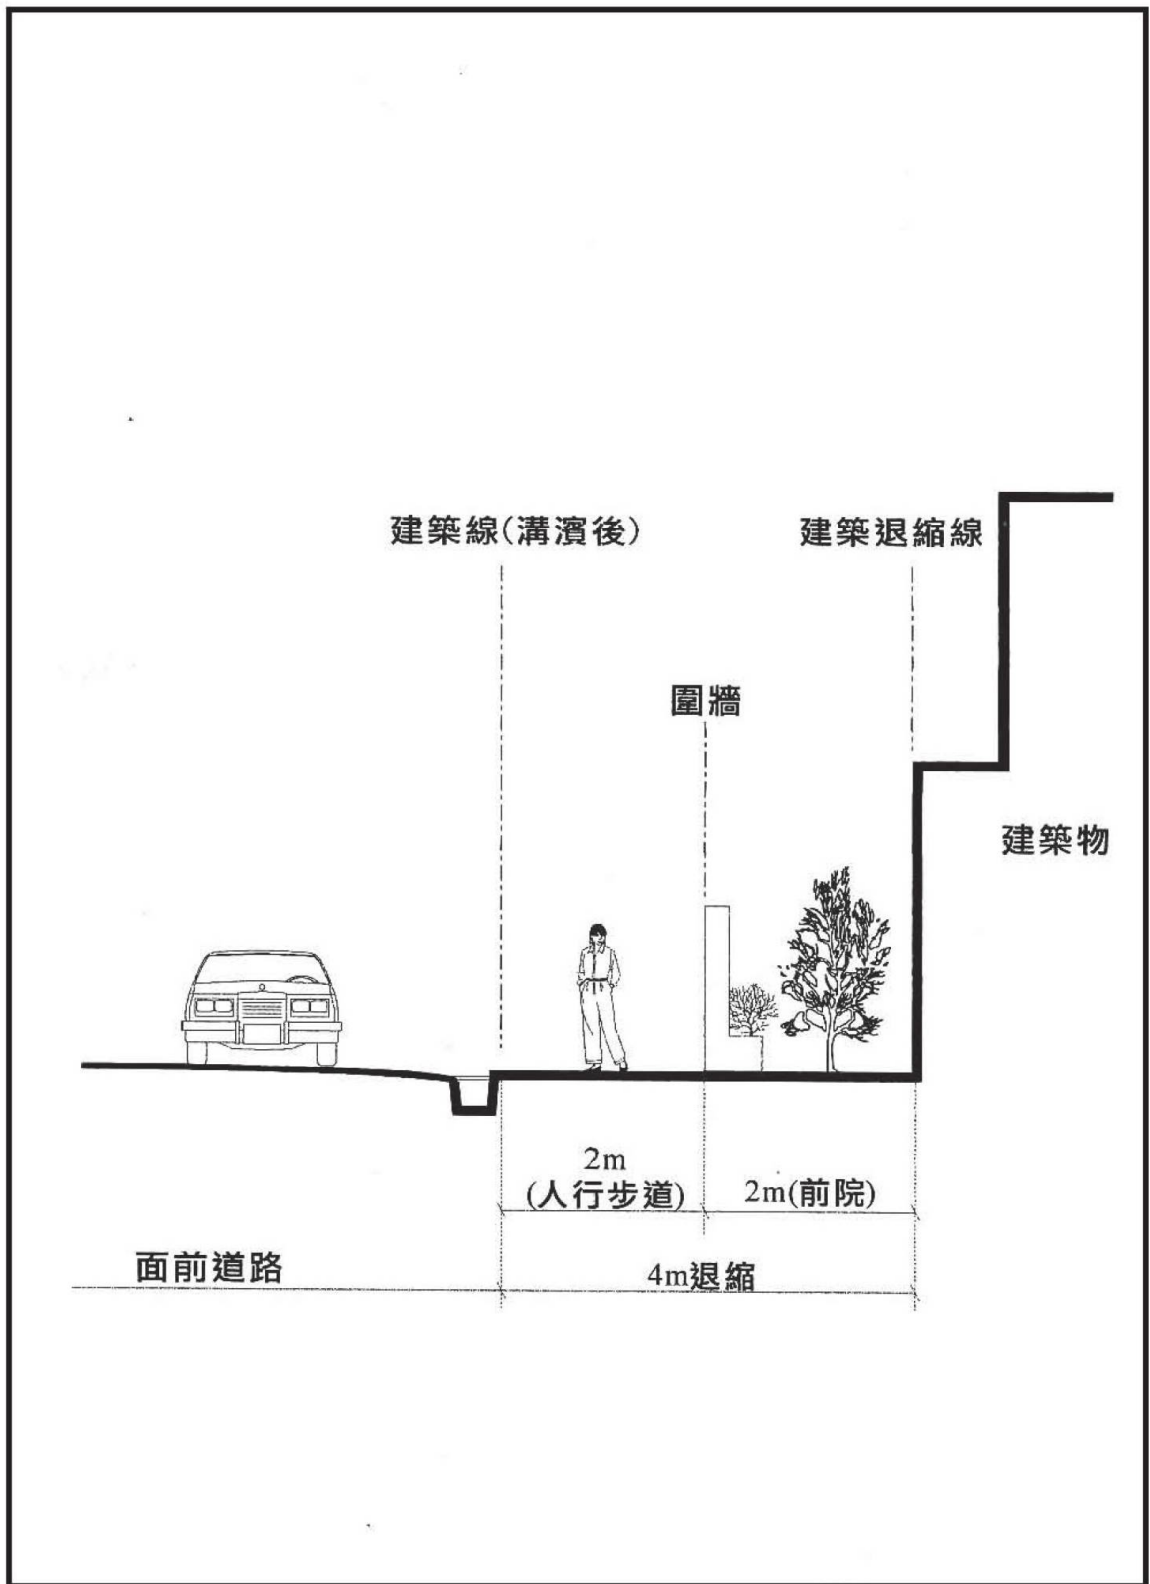 建築線(溝濱後)
建築退縮線
圍牆
建築物
2m
(人行步道)
2m(前院)
面前道路
4m退縮